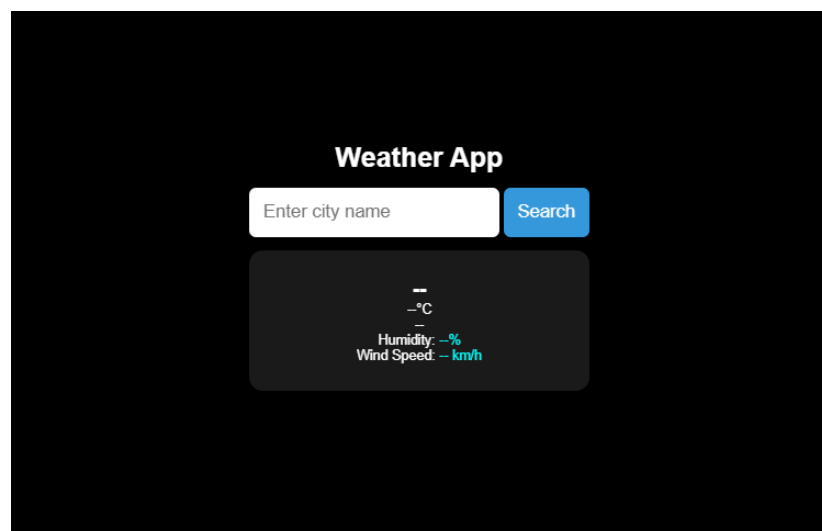 Weather App
Enter city name Search
--
--°C
--
Humidity: --%
Wind Speed: -- km/h